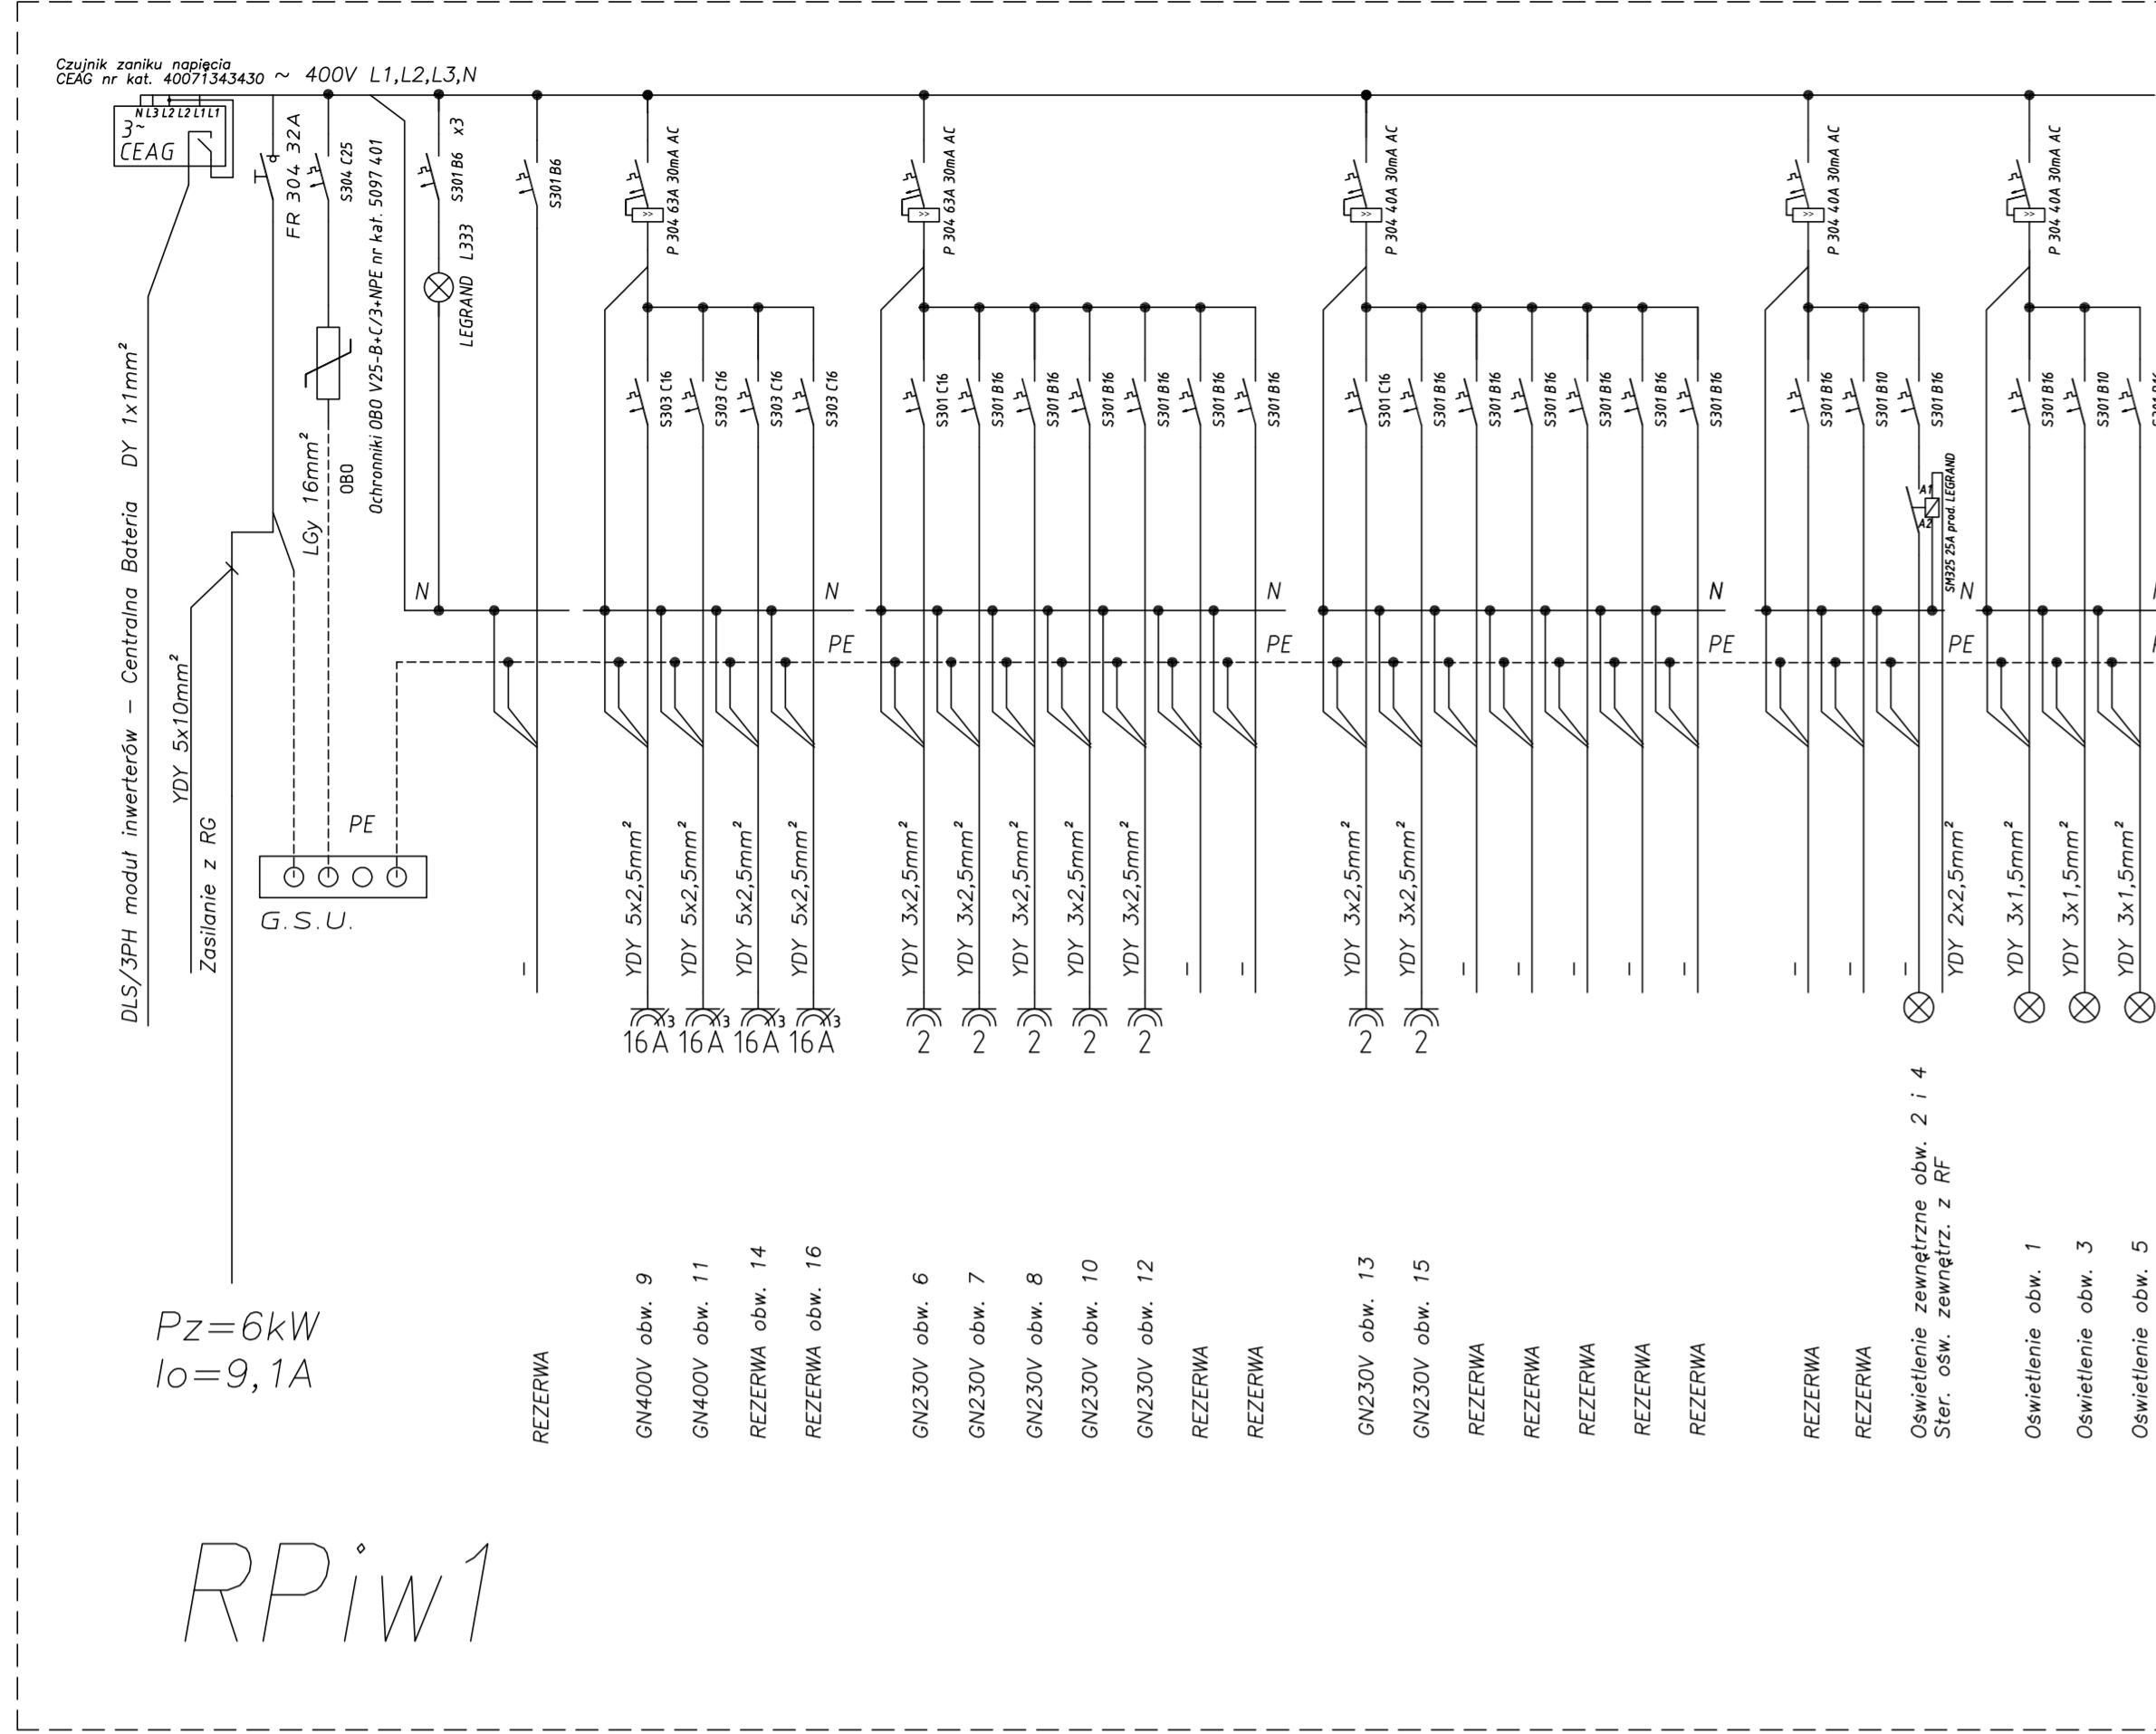 Czujnik zaniku napięcia
CEAG nr kat. 40071343430
~ 400V L1,L2,L3,N
N L3 L2 L2 L1 L1
3~
CEAG
FR 304 32A
S304 C25
Ochronniki OBO V25-B+C/3+NPE nr kat. 5097 401
S301 B6 x3
LEGRAND L333
S301 B6
P 304 63A 30mA AC
P 304 63A 30mA AC
P 304 40A 30mA AC
P 304 40A 30mA AC
P 304 40A 30mA AC
>>
>>
>>
>>
>>
S303 C16
S303 C16
S303 C16
S303 C16
S301 C16
S301 B16
S301 B16
S301 B16
S301 B16
S301 B16
S301 B16
S301 C16
S301 B16
S301 B16
S301 B16
S301 B16
S301 B16
S301 B16
S301 B16
S301 B10
S301 B16
S301 B16
S301 B10
A1
A2
SM325 25A prod. LEGRAND
DLS/3PH moduł inwerterów – Centralna Bateria DY 1x1mm²
YDY 5x10mm²
Zasilanie z RG
LGy 16mm²
OBO
N
N
N
N
N
PE
PE
PE
PE
PE
G.S.U.
–
YDY 5x2,5mm²
YDY 5x2,5mm²
YDY 5x2,5mm²
YDY 5x2,5mm²
YDY 3x2,5mm²
YDY 3x2,5mm²
YDY 3x2,5mm²
YDY 3x2,5mm²
YDY 3x2,5mm²
–
–
YDY 3x2,5mm²
YDY 3x2,5mm²
–
–
–
–
–
–
–
–
YDY 2x2,5mm²
YDY 3x1,5mm²
YDY 3x1,5mm²
YDY 3x1,5mm²
3
3
3
3
16A
16A
16A
16A
2
2
2
2
2
2
2
REZERWA
GN400V obw. 9
GN400V obw. 11
REZERWA obw. 14
REZERWA obw. 16
GN230V obw. 6
GN230V obw. 7
GN230V obw. 8
GN230V obw. 10
GN230V obw. 12
REZERWA
REZERWA
GN230V obw. 13
GN230V obw. 15
REZERWA
REZERWA
REZERWA
REZERWA
REZERWA
REZERWA
REZERWA
Oświetlenie zewnętrzne obw. 2 i 4
Ster. ośw. zewnętrz. z RF
Oświetlenie obw. 1
Oświetlenie obw. 3
Oświetlenie obw. 5
Pz=6kW
Io=9,1A
RPiw1